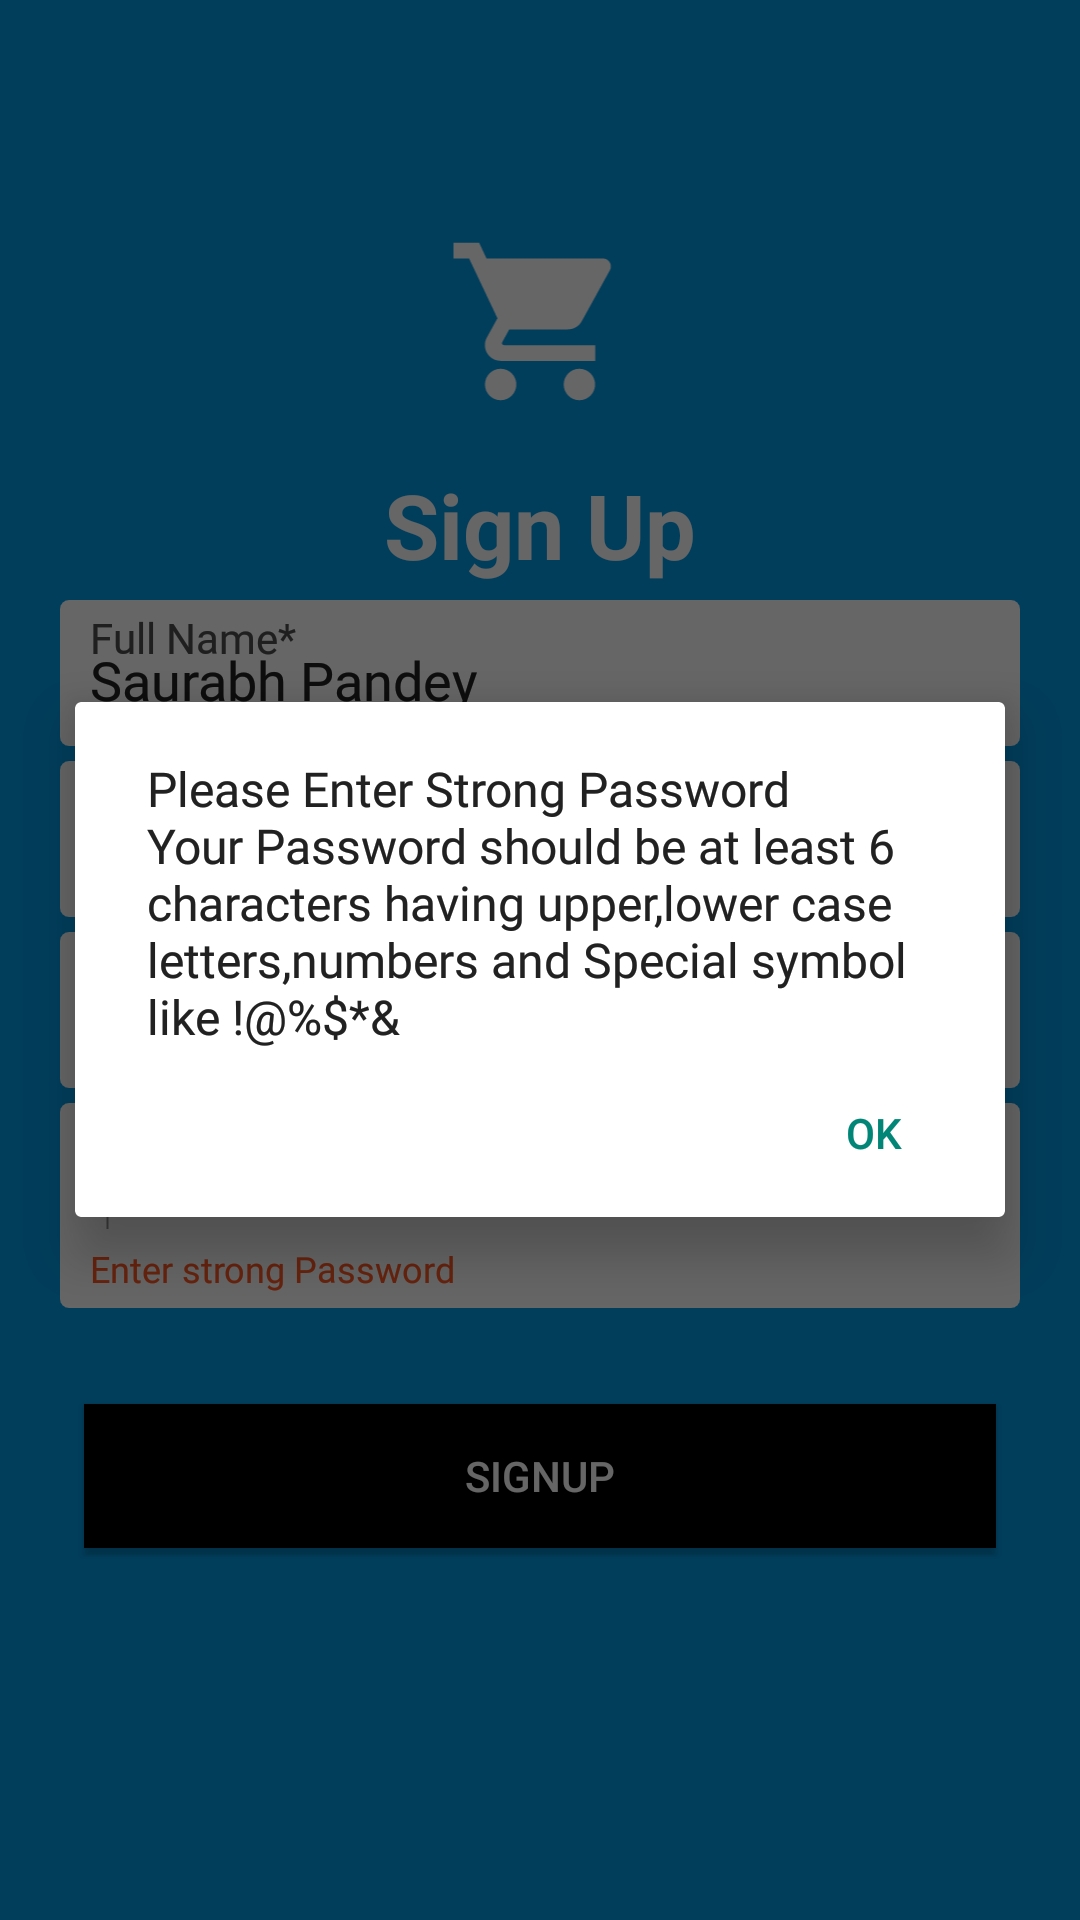 Sign Up
Full Name*
Saurabh Pandey
Please Enter Strong Password
Your Password should be at least 6
characters having upper,lower case
letters,numbers and Special symbol
like !@%$*&
OK
Enter strong Password
SIGNUP